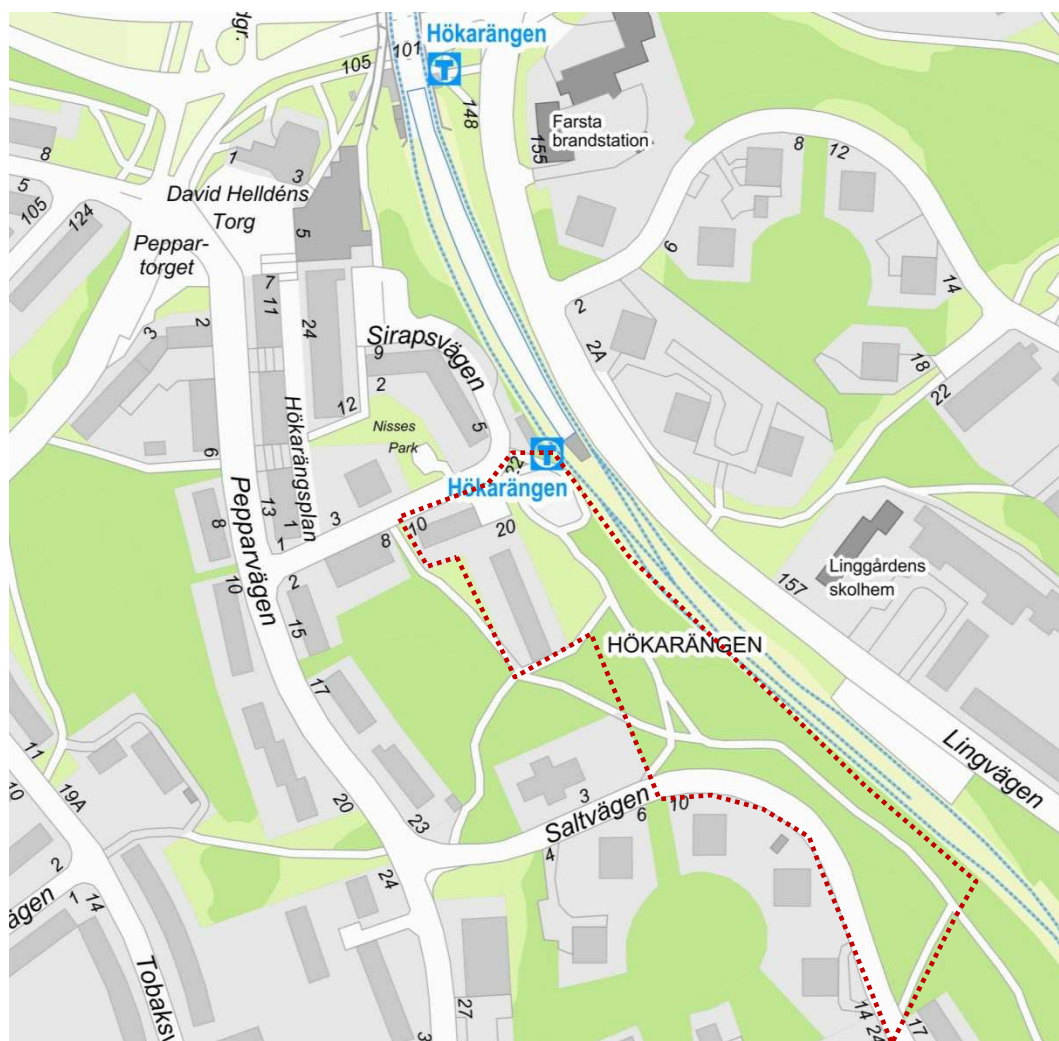 dgr.
101
Hökarängen
T
105
148
155
Farsta
brandstation
8
12
8
1
3
David Helldéns
Torg
5
105
124
Peppar-
torget
5
6
14
7
11
24
2
2A
3
2
Sirapsvägen
9
2
18
22
12
Nisses
Park
5
6
Hökarängsplan
T
22
Hökarängen
Pepparvägen
13
1
3
8
10
20
8
1
2
10
15
157
Linggårdens
skolhem
HÖKARÄNGEN
17
Lingvägen
11
10
19A
20
23
3
6
10
Saltvägen
4
2
1
14
24
ägen
Tobaksv
27
3
14
24
17